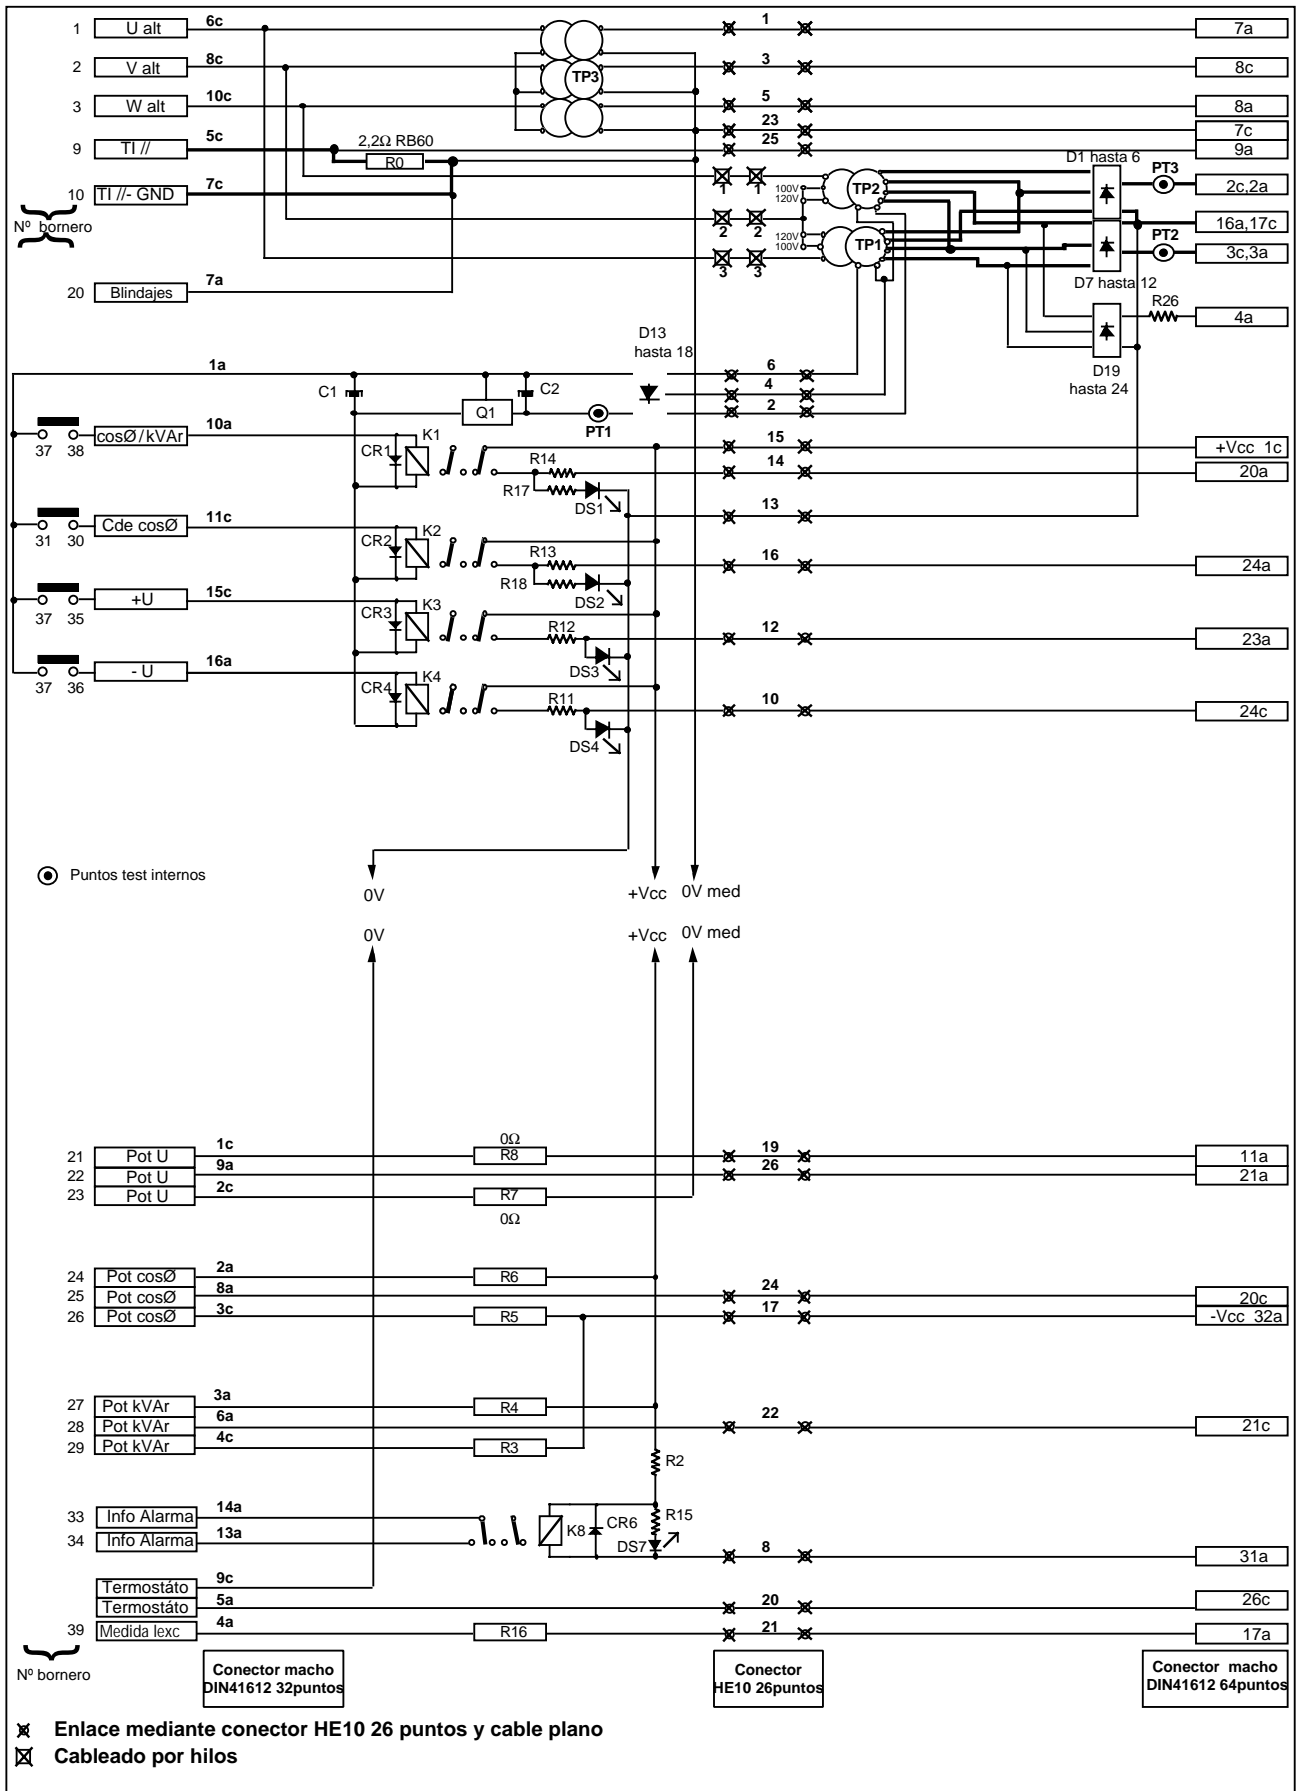 1 U alt 6c 1 7a
2 V alt 8c TP3 3 8c
3 W alt 10c 5 8a
23 7c
9 TI // 5c 2,2Ω RB60 R0 25 9a
D1 hasta 6 PT3
10 TI //- GND 7c 1 1 100V 120V TP2 2c,2a
Nº bornero 2 2 16a,17c
120V 100V TP1 PT2 3c,3a
3 3
D7 hasta 12
20 Blindajes 7a
R26 4a
D13 hasta 18
D19 hasta 24
1a C1 C2 6
4
Q1 PT1 2
37 38 cosØ/kVAr 10a CR1 K1 15 +Vcc 1c
R14 14 20a
R17 DS1
13
31 30 Cde cosØ 11c CR2 K2
R13 16 24a
R18 DS2
37 35 +U 15c CR3 K3
R12 12 23a
DS3
37 36 - U 16a CR4 K4
R11 10 24c
DS4
Puntos test internos
0V +Vcc 0V med
0V +Vcc 0V med
21 Pot U 1c 0Ω R8 19 11a
22 Pot U 9a 26 21a
23 Pot U 2c R7
0Ω
24 Pot cosØ 2a R6
25 Pot cosØ 8a 24 20c
26 Pot cosØ 3c R5 17 -Vcc 32a
27 Pot kVAr 3a R4
28 Pot kVAr 6a 22 21c
29 Pot kVAr 4c R3
R2
33 Info Alarma 14a K8 CR6 R15
34 Info Alarma 13a DS7 8 31a
Termostáto 9c
Termostáto 5a 20 26c
39 Medida Iexc 4a R16 21 17a
Nº bornero
Conector macho
DIN41612 32puntos
Conector
HE10 26puntos
Conector macho
DIN41612 64puntos
Enlace mediante conector HE10 26 puntos y cable plano
Cableado por hilos